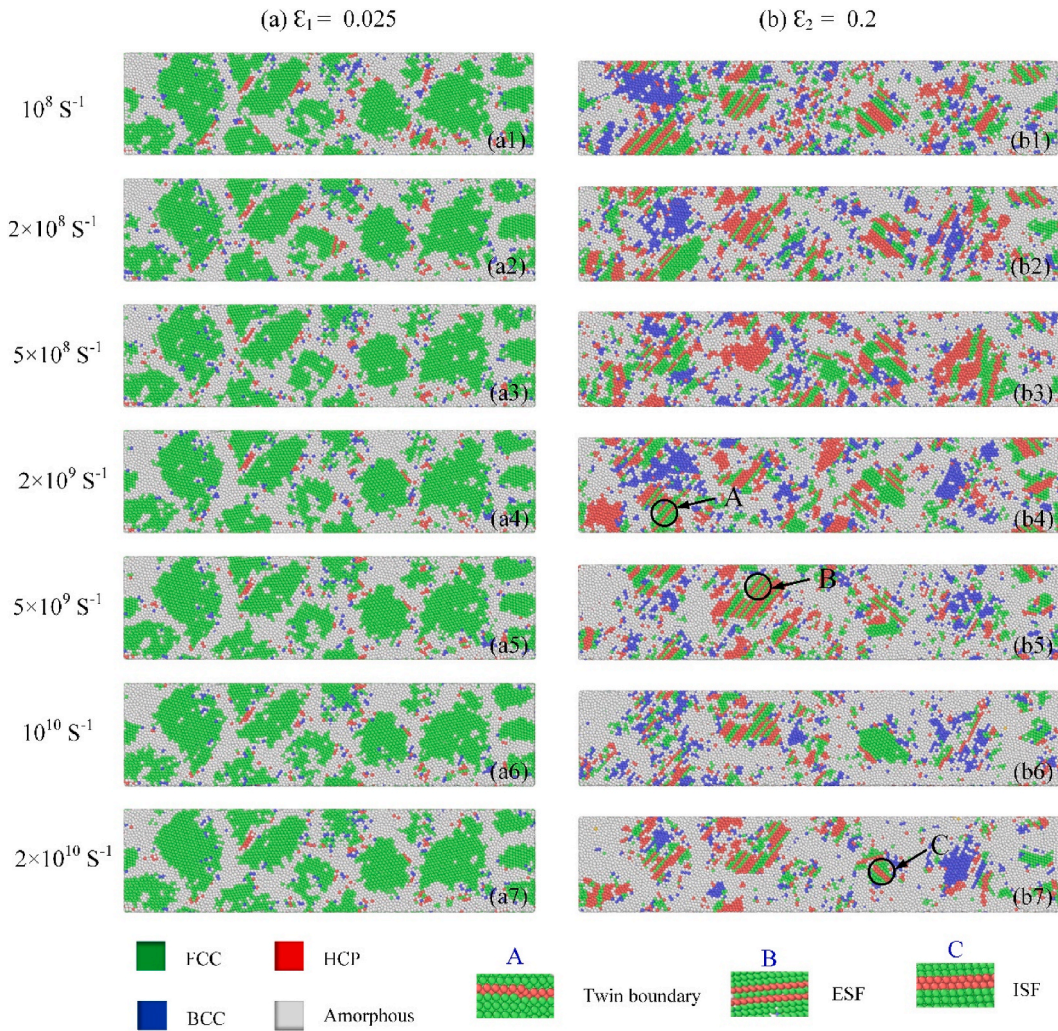 (a) Ɛ₁ = 0.025 (b) Ɛ₂ = 0.2
10⁸ S⁻¹ (a1) (b1)
2×10⁸ S⁻¹ (a2) (b2)
5×10⁸ S⁻¹ (a3) (b3)
2×10⁹ S⁻¹ (a4) A (b4)
5×10⁹ S⁻¹ (a5) B (b5)
10¹⁰ S⁻¹ (a6) (b6)
2×10¹⁰ S⁻¹ (a7) C (b7)
A B C
FCC HCP Twin boundary ESF ISF
BCC Amorphous